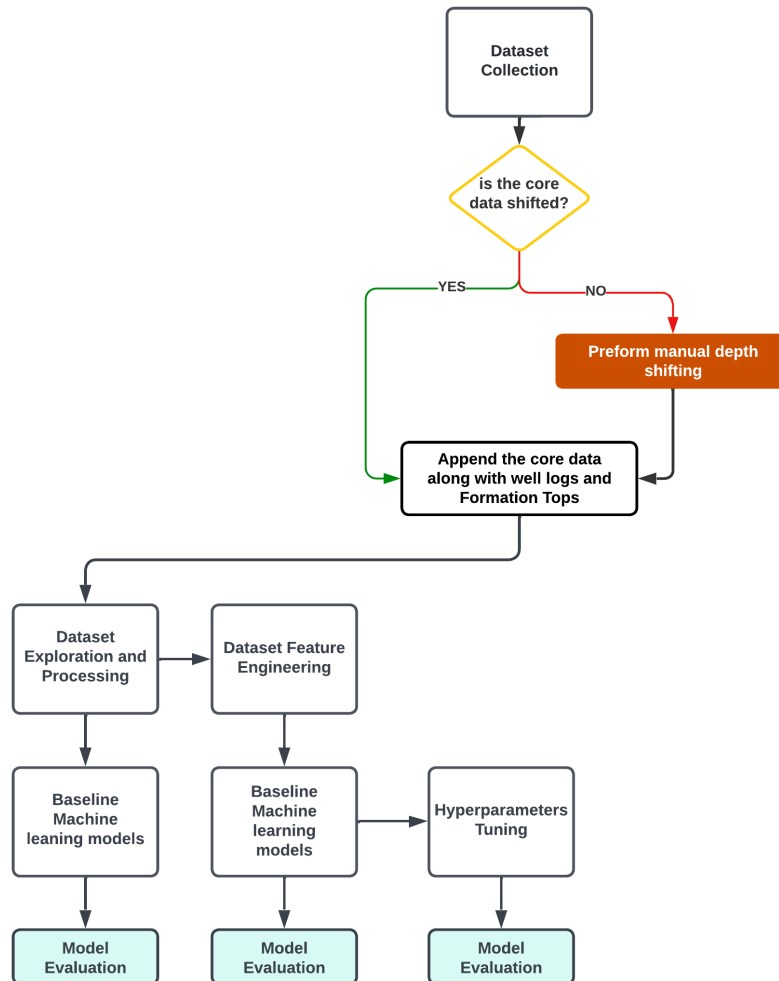 Dataset
Collection
is the core
data shifted?
YES
NO
Preform manual depth
shifting
Append the core data
along with well logs and
Formation Tops
Dataset
Exploration and
Processing
Dataset Feature
Engineering
Baseline
Machine
leaning models
Baseline
Machine
learning
models
Hyperparameters
Tuning
Model
Evaluation
Model
Evaluation
Model
Evaluation